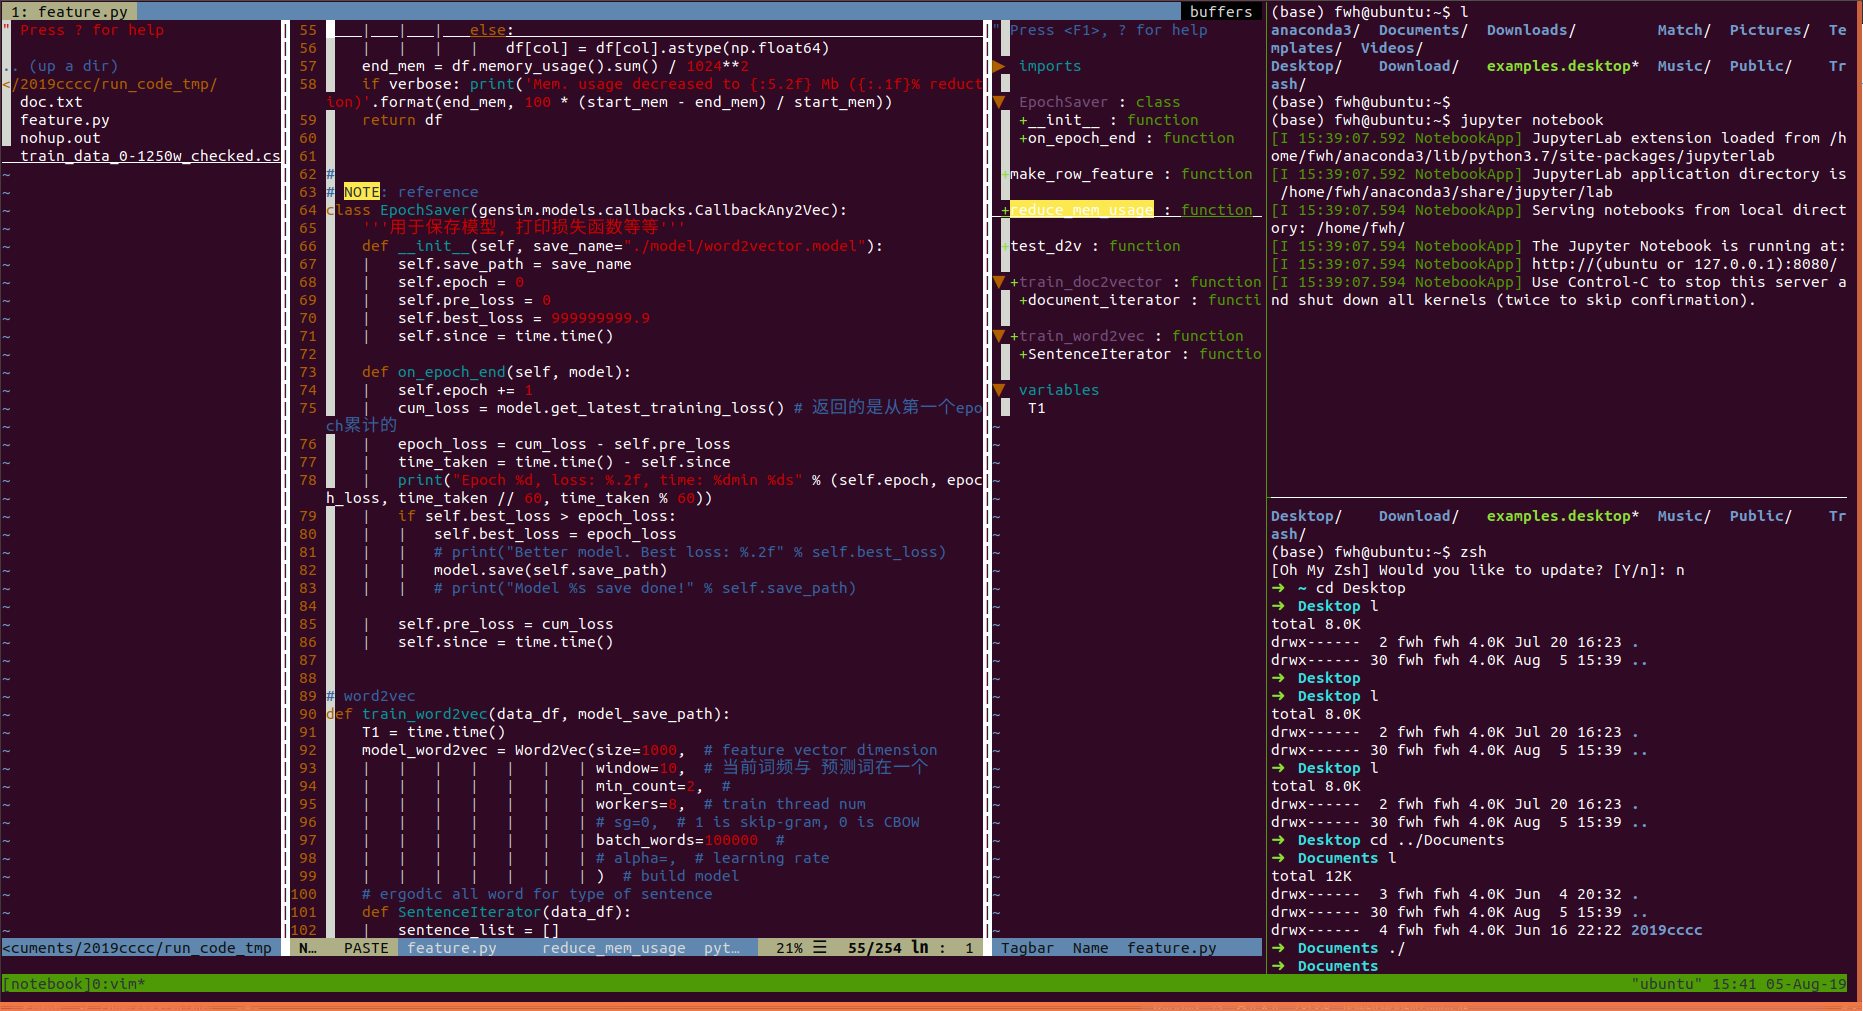 1: feature.py
buffers
" Press ? for help
.. (up a dir)
</2019cccc/run_code_tmp/
doc.txt
feature.py
nohup.out
train_data_0-1250w_checked.cs
<cuments/2019cccc/run_code_tmp
55 else:
56 df[col] = df[col].astype(np.float64)
57 end_mem = df.memory_usage().sum() / 1024**2
58 if verbose: print('Mem. usage decreased to {:5.2f} Mb ({:.1f}% reduct
ion)'.format(end_mem, 100 * (start_mem - end_mem) / start_mem))
59 return df
60
61
62 #
63 # NOTE: reference
64 class EpochSaver(gensim.models.callbacks.CallbackAny2Vec):
65 '''用于保存模型, 打印损失函数等等'''
66 def __init__(self, save_name="./model/word2vector.model"):
67 self.save_path = save_name
68 self.epoch = 0
69 self.pre_loss = 0
70 self.best_loss = 999999999.9
71 self.since = time.time()
72
73 def on_epoch_end(self, model):
74 self.epoch += 1
75 cum_loss = model.get_latest_training_loss() # 返回的是从第一个epo
ch累计的
76 epoch_loss = cum_loss - self.pre_loss
77 time_taken = time.time() - self.since
78 print("Epoch %d, loss: %.2f, time: %dmin %ds" % (self.epoch, epoc
h_loss, time_taken // 60, time_taken % 60))
79 if self.best_loss > epoch_loss:
80 self.best_loss = epoch_loss
81 # print("Better model. Best loss: %.2f" % self.best_loss)
82 model.save(self.save_path)
83 # print("Model %s save done!" % self.save_path)
84
85 self.pre_loss = cum_loss
86 self.since = time.time()
87
88
89 # word2vec
90 def train_word2vec(data_df, model_save_path):
91 T1 = time.time()
92 model_word2vec = Word2Vec(size=1000, # feature vector dimension
93 window=10, # 当前词频与 预测词在一个
94 min_count=2, #
95 workers=8, # train thread num
96 # sg=0, # 1 is skip-gram, 0 is CBOW
97 batch_words=100000 #
98 # alpha=, # learning rate
99 ) # build model
100 # ergodic all word for type of sentence
101 def SentenceIterator(data_df):
102 sentence_list = []
N… PASTE feature.py reduce_mem_usage pyt… 21% ☰ 55/254 ln : 1
" Press <F1>, ? for help
▶ imports
▼ EpochSaver : class
+__init__ : function
+on_epoch_end : function
+make_row_feature : function
+reduce_mem_usage : function
+test_d2v : function
▼ +train_doc2vector : function
+document_iterator : functi
▼ +train_word2vec : function
+SentenceIterator : functio
▼ variables
T1
Tagbar Name feature.py
(base) fwh@ubuntu:~$ l
anaconda3/ Documents/ Downloads/ Match/ Pictures/ Te
mplates/ Videos/
Desktop/ Download/ examples.desktop* Music/ Public/ Tr
ash/
(base) fwh@ubuntu:~$
(base) fwh@ubuntu:~$ jupyter notebook
[I 15:39:07.592 NotebookApp] JupyterLab extension loaded from /h
ome/fwh/anaconda3/lib/python3.7/site-packages/jupyterlab
[I 15:39:07.592 NotebookApp] JupyterLab application directory is
/home/fwh/anaconda3/share/jupyter/lab
[I 15:39:07.594 NotebookApp] Serving notebooks from local direct
ory: /home/fwh/
[I 15:39:07.594 NotebookApp] The Jupyter Notebook is running at:
[I 15:39:07.594 NotebookApp] http://(ubuntu or 127.0.0.1):8080/
[I 15:39:07.594 NotebookApp] Use Control-C to stop this server a
nd shut down all kernels (twice to skip confirmation).
Desktop/ Download/ examples.desktop* Music/ Public/ Tr
ash/
(base) fwh@ubuntu:~$ zsh
[Oh My Zsh] Would you like to update? [Y/n]: n
➜ ~ cd Desktop
➜ Desktop l
total 8.0K
drwx------ 2 fwh fwh 4.0K Jul 20 16:23 .
drwx------ 30 fwh fwh 4.0K Aug 5 15:39 ..
➜ Desktop
➜ Desktop l
total 8.0K
drwx------ 2 fwh fwh 4.0K Jul 20 16:23 .
drwx------ 30 fwh fwh 4.0K Aug 5 15:39 ..
➜ Desktop l
total 8.0K
drwx------ 2 fwh fwh 4.0K Jul 20 16:23 .
drwx------ 30 fwh fwh 4.0K Aug 5 15:39 ..
➜ Desktop cd ../Documents
➜ Documents l
total 12K
drwx------ 3 fwh fwh 4.0K Jun 4 20:32 .
drwx------ 30 fwh fwh 4.0K Aug 5 15:39 ..
drwx------ 4 fwh fwh 4.0K Jun 16 22:22 2019cccc
➜ Documents ./
➜ Documents
[notebook]0:vim* "ubuntu" 15:41 05-Aug-19